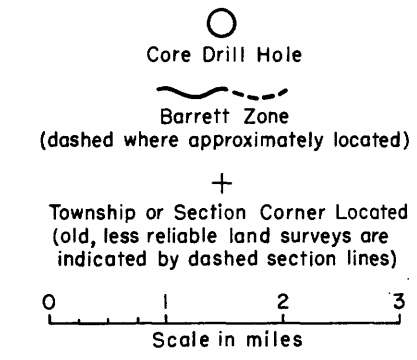 Core Drill Hole
Barrett Zone
(dashed where approximately located)
Township or Section Corner Located
(old, less reliable land surveys are
indicated by dashed section lines)
0 1 2 3
Scale in miles